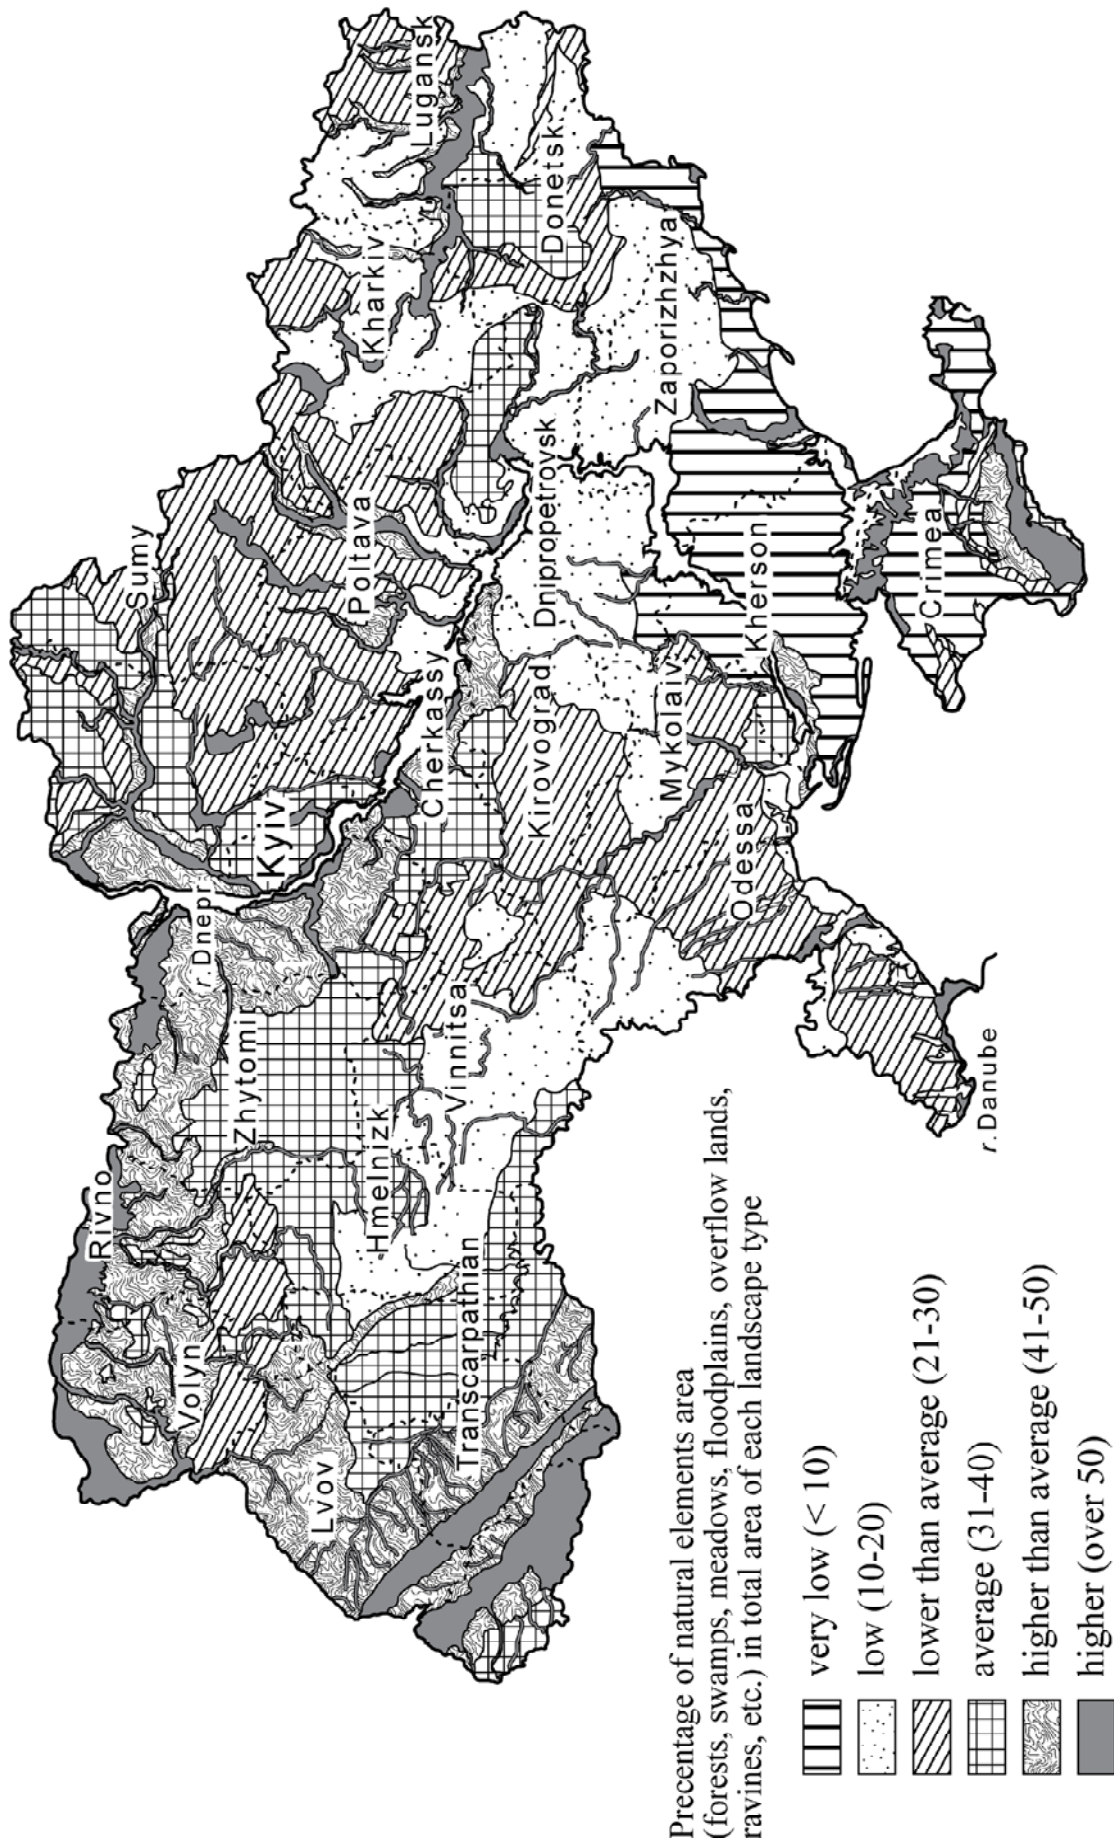 Rivno
Volyn
Lvov
Zhytomir
r. Dnepr
Kyiv
Sumy
Hmelnizk
Transcarpathian
Vinnitsa
Cherkassy
Poltava
Kharkiv
Lugansk
Kirovograd
Dnipropetrovsk
Donetsk
Zaporizhzhya
Mykolaiv
Odessa
Kherson
Crimea
r. Danube
Precentage of natural elements area
(forests, swamps, meadows, floodplains, overflow lands,
ravines, etc.) in total area of each landscape type
very low (< 10)
low (10-20)
lower than average (21-30)
average (31-40)
higher than average (41-50)
higher (over 50)